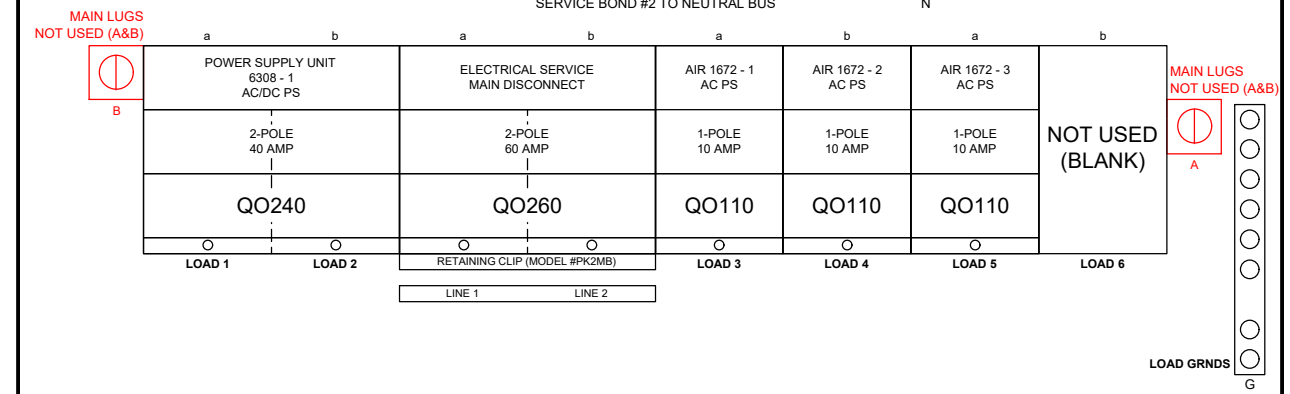 SERVICE BOND #2 TO NEUTRAL BUS N
MAIN LUGS
NOT USED (A&B)
a b a b a b a b
B
POWER SUPPLY UNIT
6308 - 1
AC/DC PS
ELECTRICAL SERVICE
MAIN DISCONNECT
AIR 1672 - 1
AC PS
AIR 1672 - 2
AC PS
AIR 1672 - 3
AC PS
MAIN LUGS
NOT USED (A&B)
A
2-POLE
40 AMP
2-POLE
60 AMP
1-POLE
10 AMP
1-POLE
10 AMP
1-POLE
10 AMP
NOT USED
(BLANK)
QO240 QO260 QO110 QO110 QO110
LOAD 1 LOAD 2 RETAINING CLIP (MODEL #PK2MB) LOAD 3 LOAD 4 LOAD 5 LOAD 6
LINE 1 LINE 2
LOAD GRNDS
G